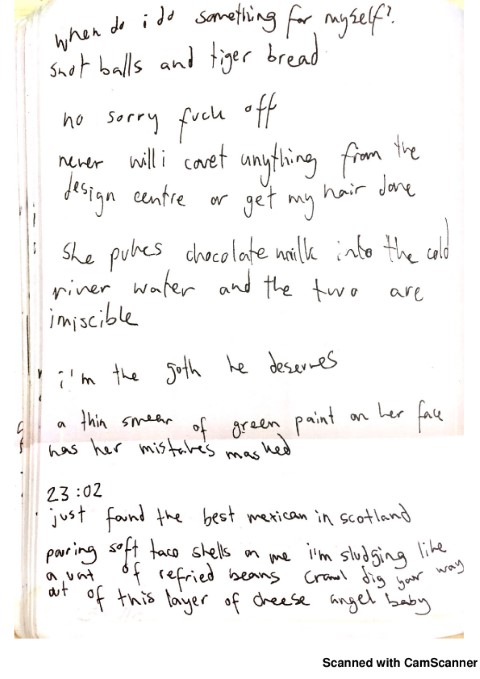 when do i do something for myself?
snot balls and tiger bread
no sorry fuck off
never will i covet anything from the
design centre or get my hair done
She pukes chocolate milk into the cold
river water and the two are
imiscible
i'm the goth he deserves
a thin smear of green paint on her face
has her mistakes mashed
23:02
just found the best mexican in scotland
pouring soft taco shells on me i'm sludging like
a vat of refried beans crawl dig your way
out of this layer of cheese angel baby
Scanned with CamScanner